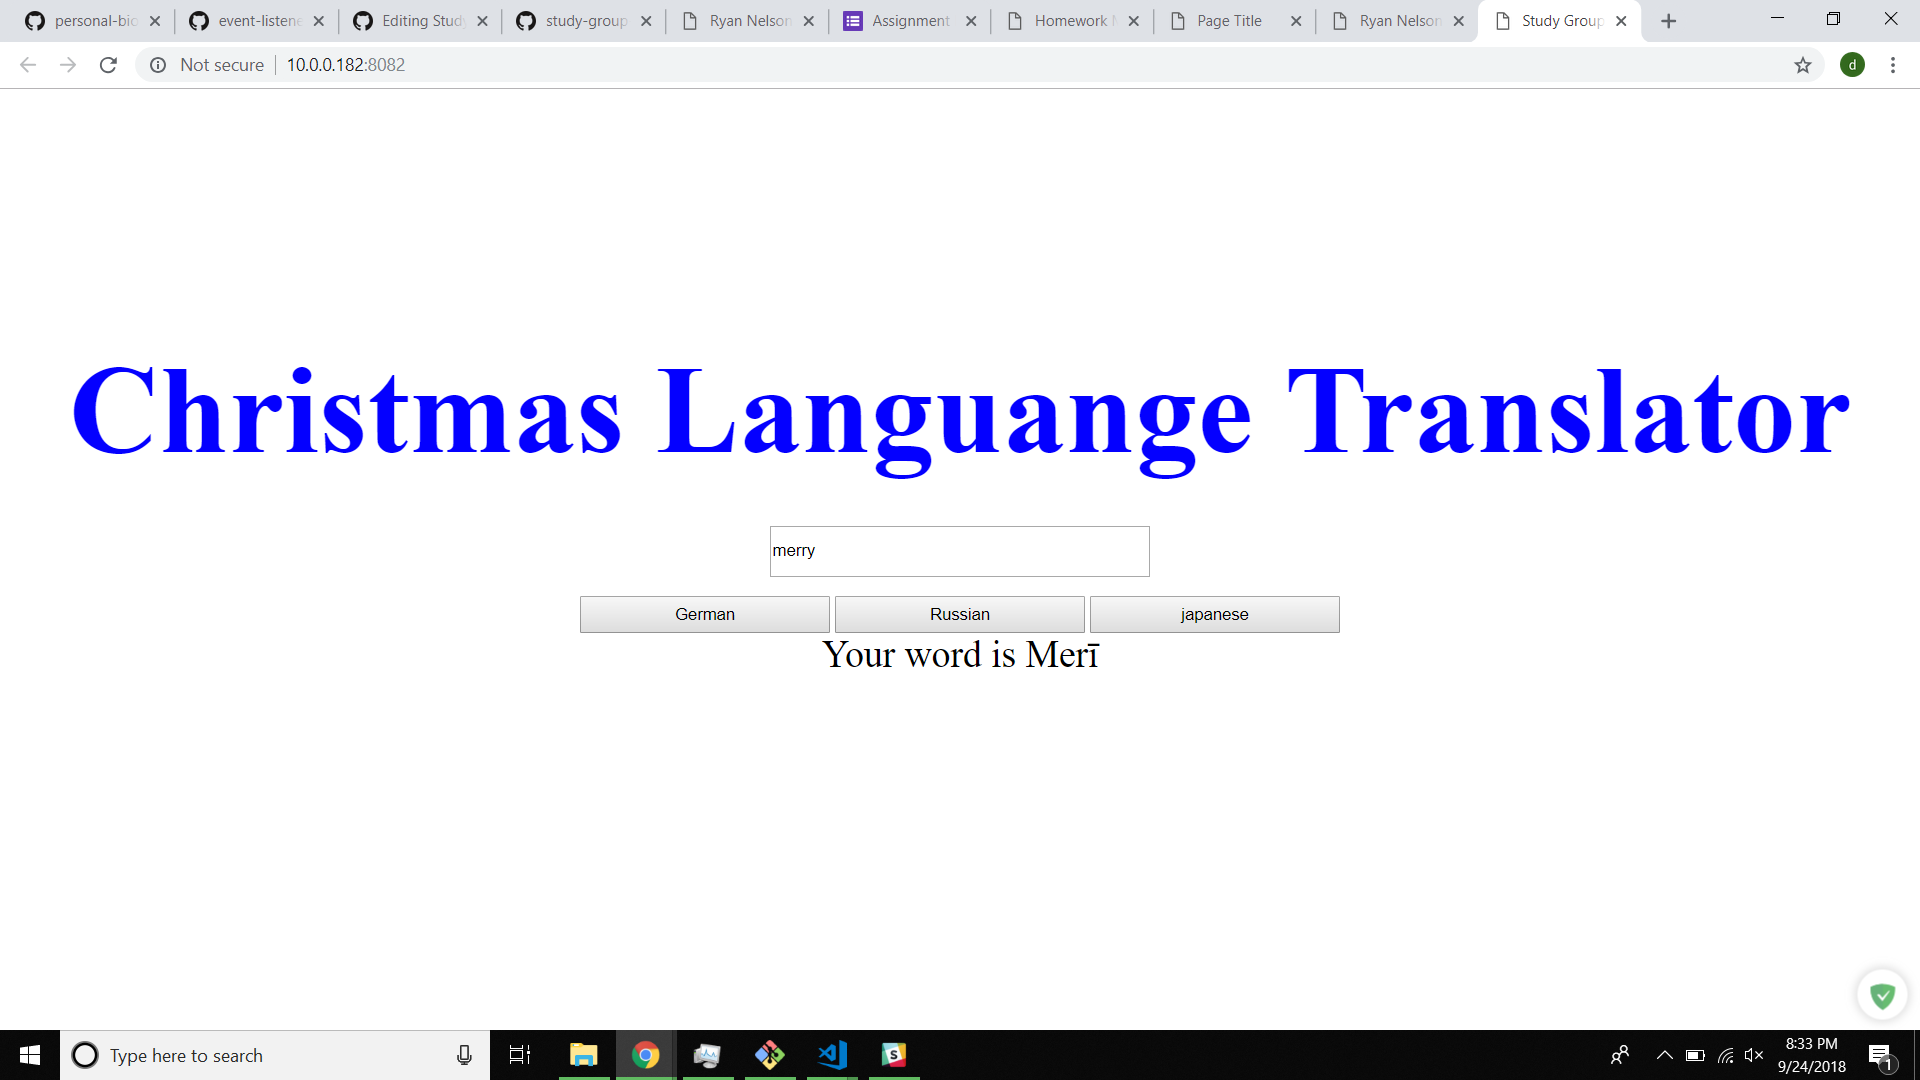 personal-bio
event-listene
Editing Stud
study-group
Ryan Nelson
Assignment
Homework
Page Title
Ryan Nelson
Study Group
Not secure
10.0.0.182:8082
d
Christmas Languange Translator
merry
German
Russian
japanese
Your word is Merī
Type here to search
S
8:33 PM
9/24/2018
1